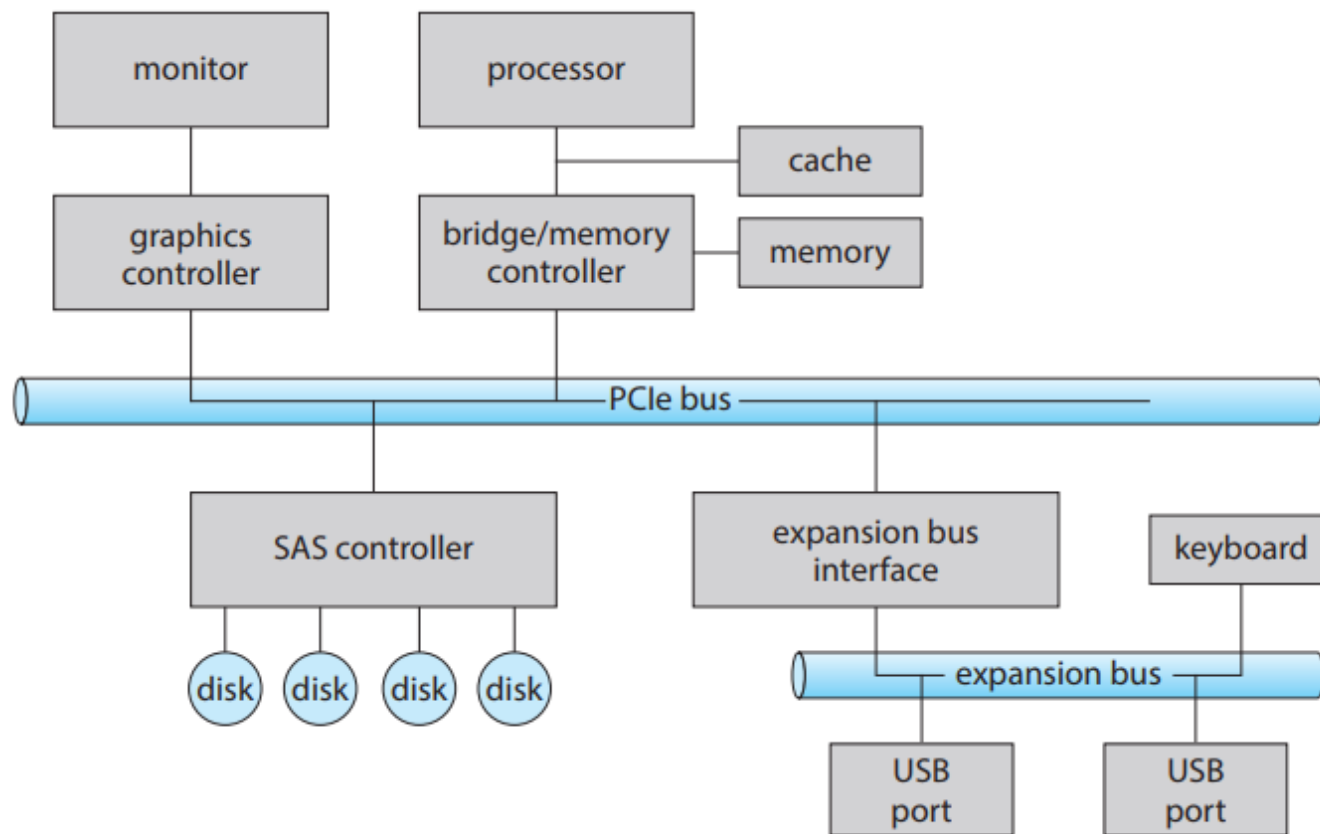 monitor
processor
cache
graphics
controller
bridge/memory
controller
memory
PCIe bus
SAS controller
expansion bus
interface
keyboard
disk
disk
disk
disk
expansion bus
USB
port
USB
port